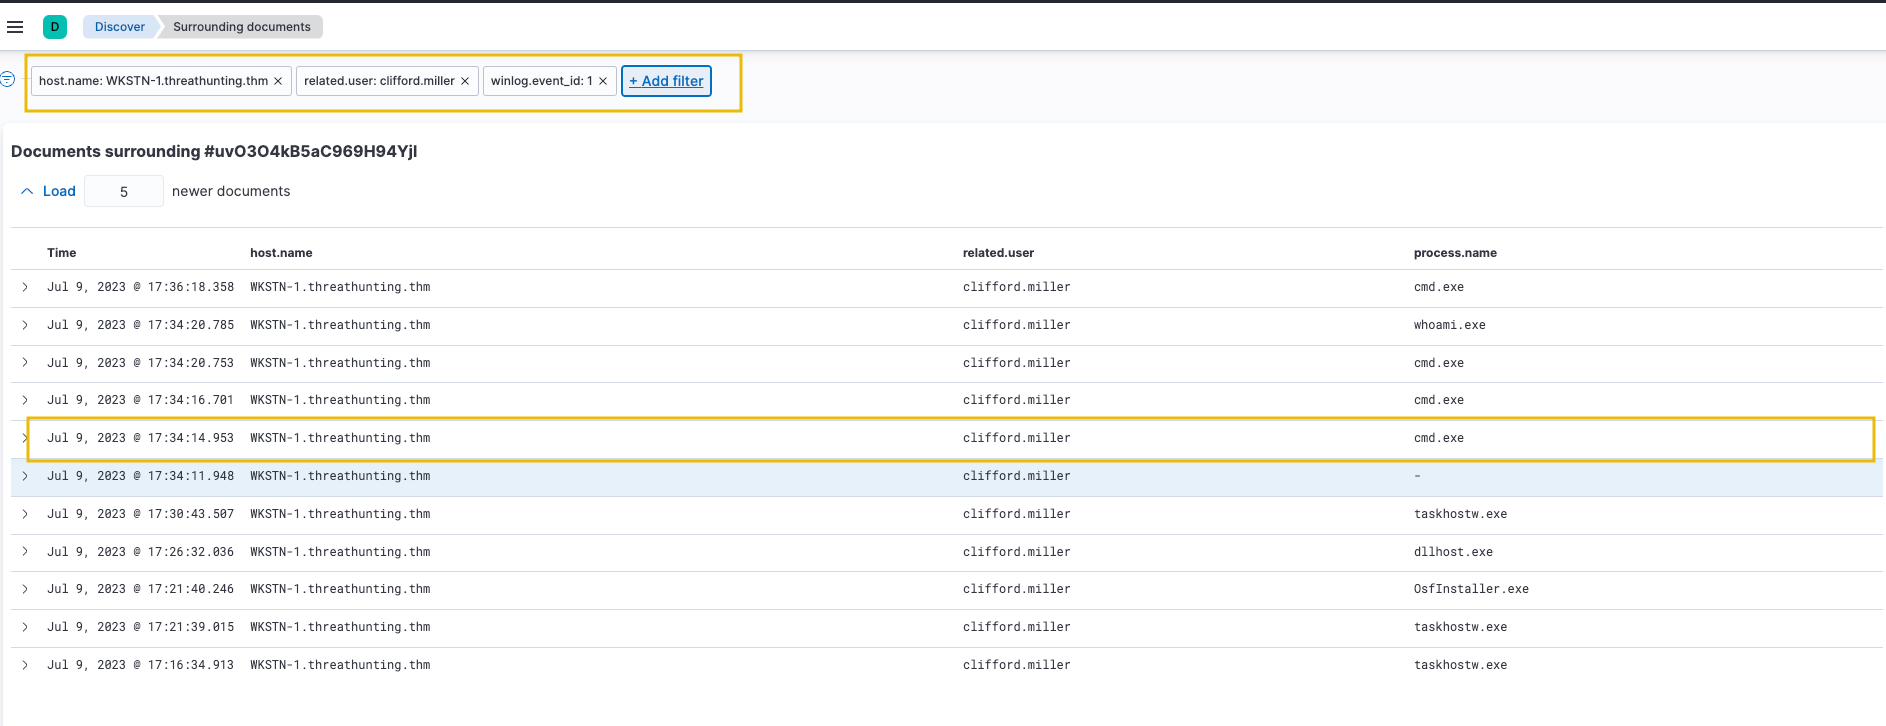 D Discover Surrounding documents
host.name: WKSTN-1.threathunting.thm × related.user: clifford.miller × winlog.event_id: 1 × + Add filter
Documents surrounding #uvO3O4kB5aC969H94YjI
Load 5 newer documents
Time host.name related.user process.name
Jul 9, 2023 @ 17:36:18.358 WKSTN-1.threathunting.thm clifford.miller cmd.exe
Jul 9, 2023 @ 17:34:20.785 WKSTN-1.threathunting.thm clifford.miller whoami.exe
Jul 9, 2023 @ 17:34:20.753 WKSTN-1.threathunting.thm clifford.miller cmd.exe
Jul 9, 2023 @ 17:34:16.701 WKSTN-1.threathunting.thm clifford.miller cmd.exe
Jul 9, 2023 @ 17:34:14.953 WKSTN-1.threathunting.thm clifford.miller cmd.exe
Jul 9, 2023 @ 17:34:11.948 WKSTN-1.threathunting.thm clifford.miller -
Jul 9, 2023 @ 17:30:43.507 WKSTN-1.threathunting.thm clifford.miller taskhostw.exe
Jul 9, 2023 @ 17:26:32.036 WKSTN-1.threathunting.thm clifford.miller dllhost.exe
Jul 9, 2023 @ 17:21:40.246 WKSTN-1.threathunting.thm clifford.miller OsfInstaller.exe
Jul 9, 2023 @ 17:21:39.015 WKSTN-1.threathunting.thm clifford.miller taskhostw.exe
Jul 9, 2023 @ 17:16:34.913 WKSTN-1.threathunting.thm clifford.miller taskhostw.exe